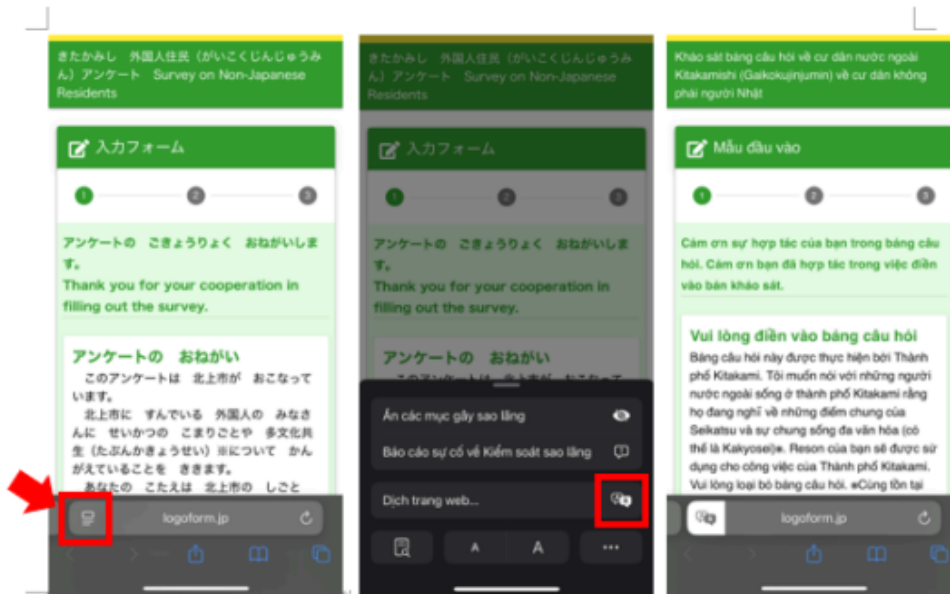 きたかみし　外国人住民（がいこくじんじゅうみ
ん）アンケート　Survey on Non-Japanese
Residents
入力フォーム
1
2
3
アンケートの　ごきょうりょく　おねがいしま
す。
Thank you for your cooperation in
filling out the survey.
アンケートの　おねがい
このアンケートは　北上市が　おこなって
います。
北上市に　すんでいる　外国人の　みなさ
んに　せいかつの　こまりごとや　多文化共
生（たぶんかきょうせい）※について　かん
がえていることを　ききます。
あなたの　こたえは　北上市の　しごと
logoform.jp
きたかみし　外国人住民（がいこくじんじゅうみ
ん）アンケート　Survey on Non-Japanese
Residents
入力フォーム
1
2
3
アンケートの　ごきょうりょく　おねがいしま
す。
Thank you for your cooperation in
filling out the survey.
アンケートの　おねがい
このアンケートは　北上市が　おこなって
Ẩn các mục gây sao lãng
Báo cáo sự cố về Kiểm soát sao lãng
Dịch trang web...
A
A
Khảo sát bảng câu hỏi về cư dân nước ngoài
Kitakamishi (Gaikokujinjumin) về cư dân không
phải người Nhật
Mẫu đầu vào
1
2
3
Cảm ơn sự hợp tác của bạn trong bảng câu
hỏi. Cảm ơn bạn đã hợp tác trong việc điền
vào bản khảo sát.
Vui lòng điền vào bảng câu hỏi
Bảng câu hỏi này được thực hiện bởi Thành
phố Kitakami. Tôi muốn nói với những người
nước ngoài sống ở thành phố Kitakami rằng
họ đang nghĩ về những điểm chung của
Seikatsu và sự chung sống đa văn hóa (có
thể là Kakyosei)※. Reson của bạn sẽ được sử
dụng cho công việc của Thành phố Kitakami.
Vui lòng loại bỏ bảng câu hỏi. ※Cùng tồn tại
logoform.jp